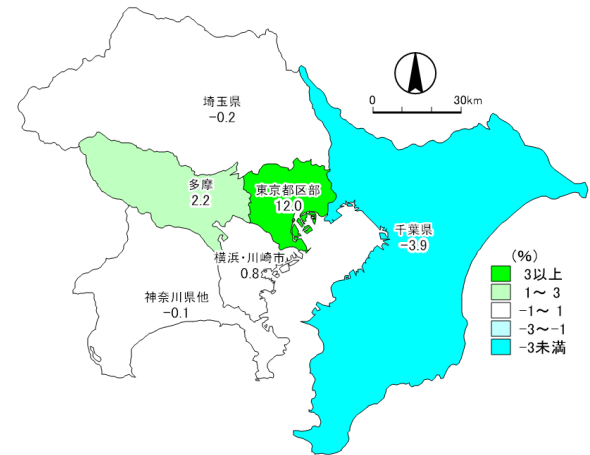 0 30km
埼玉県
-0.2
多摩
2.2
東京都区部
12.0
千葉県
-3.9
横浜・川崎市
0.8
神奈川県他
-0.1
(%)
3以上
1～ 3
-1～ 1
-3～-1
-3未満